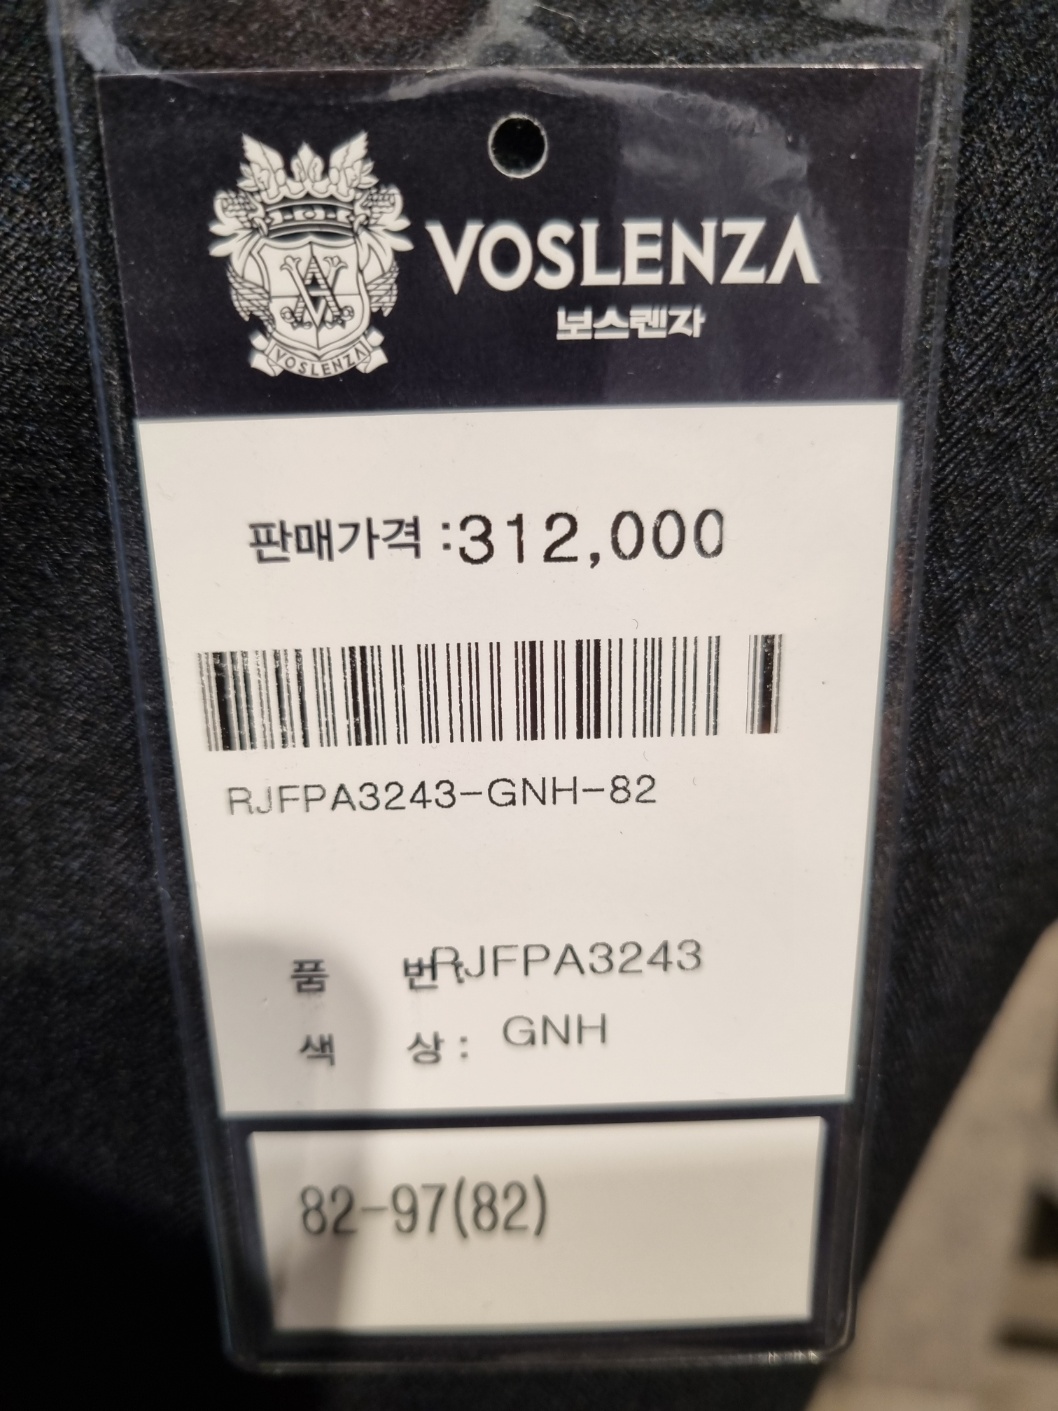 VOSLENZA
보스렌자
VOSLENZA
판매가격 :312,000
RJFPA3243-GNH-82
품 번:RJFPA3243
색 상: GNH
82-97(82)